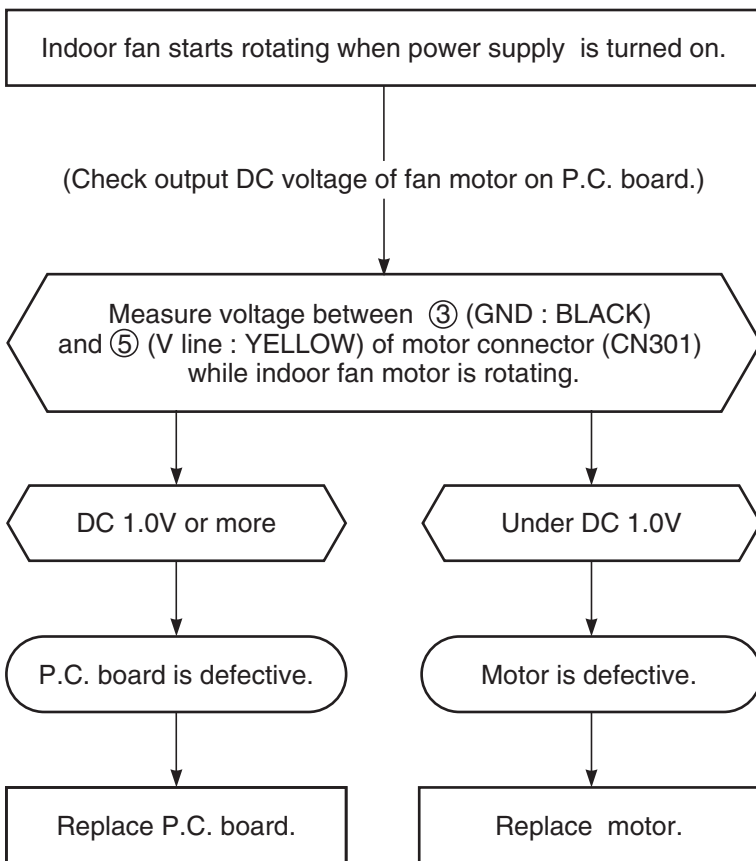 Indoor fan starts rotating when power supply is turned on.
(Check output DC voltage of fan motor on P.C. board.)
Measure voltage between ③ (GND : BLACK)
and ⑤ (V line : YELLOW) of motor connector (CN301)
while indoor fan motor is rotating.
DC 1.0V or more
Under DC 1.0V
P.C. board is defective.
Motor is defective.
Replace P.C. board.
Replace motor.